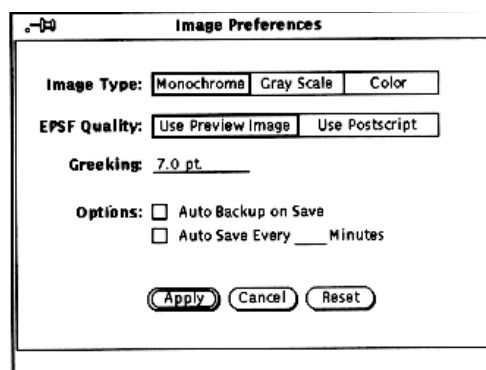 Image Preferences
Image Type: Monochrome Gray Scale Color
EPSF Quality: Use Preview Image Use Postscript
Greeking: 7.0 pt.
Options: Auto Backup on Save
Auto Save Every ___ Minutes
Apply Cancel Reset